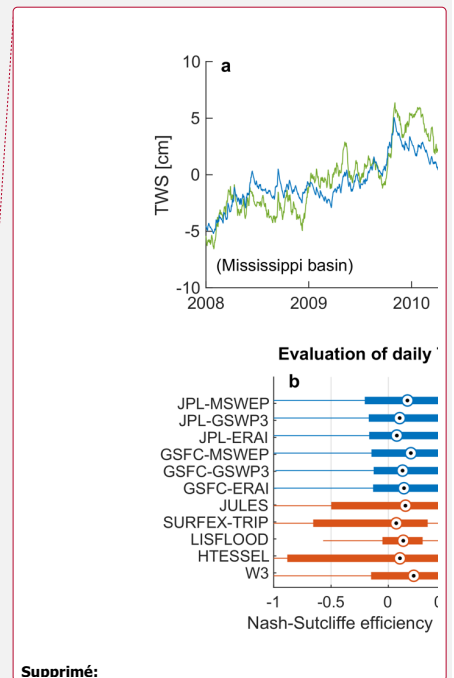 10
a
5
TWS [cm]
0
-5
(Mississippi basin)
-10
2008 2009 2010
Evaluation of daily
b
JPL-MSWEP
JPL-GSWP3
JPL-ERAI
GSFC-MSWEP
GSFC-GSWP3
GSFC-ERAI
JULES
SURFEX-TRIP
LISFLOOD
HTESSEL
W3
-1 -0.5 0
Nash-Sutcliffe efficiency
Supprimé: